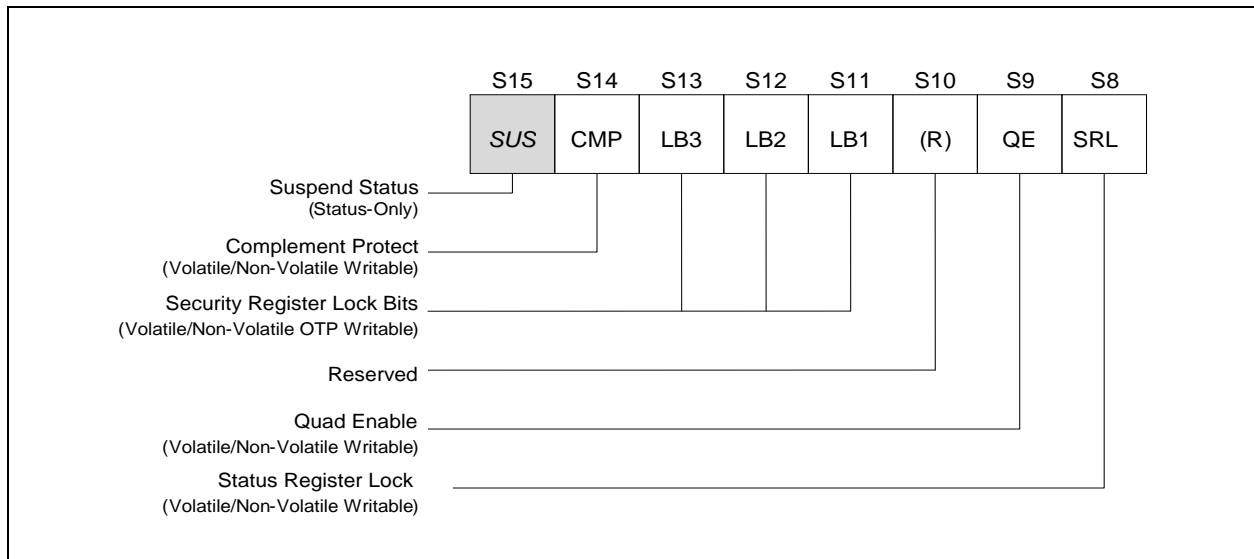 S15 S14 S13 S12 S11 S10 S9 S8
SUS CMP LB3 LB2 LB1 (R) QE SRL
Suspend Status
(Status-Only)
Complement Protect
(Volatile/Non-Volatile Writable)
Security Register Lock Bits
(Volatile/Non-Volatile OTP Writable)
Reserved
Quad Enable
(Volatile/Non-Volatile Writable)
Status Register Lock
(Volatile/Non-Volatile Writable)